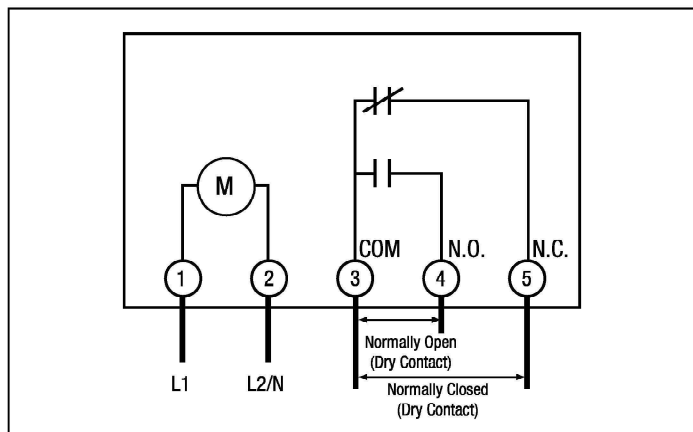 M
COM
N.O.
N.C.
1
2
3
4
5
L1
L2/N
Normally Open
(Dry Contact)
Normally Closed
(Dry Contact)